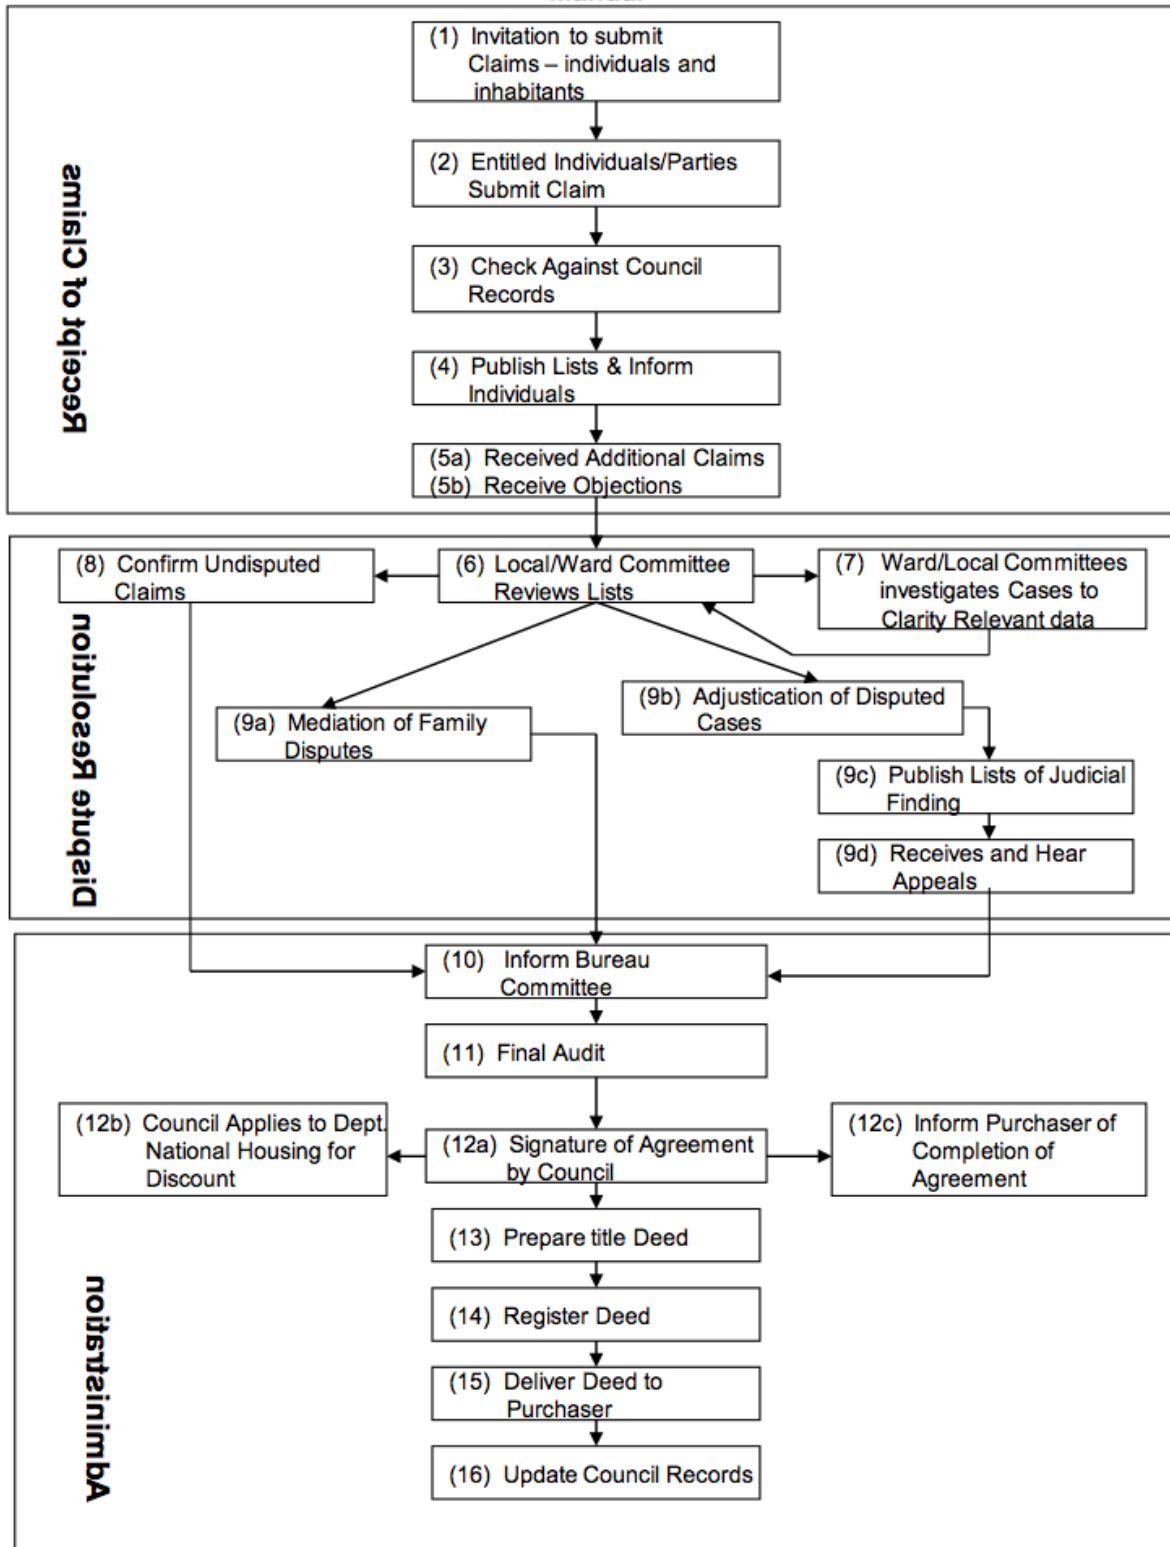 (1) Invitation to submit
Claims – individuals and
inhabitants
(2) Entitled Individuals/Parties
Submit Claim
(3) Check Against Council
Records
(4) Publish Lists & Inform
Individuals
(5a) Received Additional Claims
(5b) Receive Objections
Receipt of Claims
(8) Confirm Undisputed
Claims
(6) Local/Ward Committee
Reviews Lists
(7) Ward/Local Committees
investigates Cases to
Clarity Relevant data
(9a) Mediation of Family
Disputes
(9b) Adjustication of Disputed
Cases
(9c) Publish Lists of Judicial
Finding
(9d) Receives and Hear
Appeals
Dispute Resolution
(10) Inform Bureau
Committee
(11) Final Audit
(12b) Council Applies to Dept.
National Housing for
Discount
(12a) Signature of Agreement
by Council
(12c) Inform Purchaser of
Completion of
Agreement
(13) Prepare title Deed
(14) Register Deed
(15) Deliver Deed to
Purchaser
(16) Update Council Records
Administration